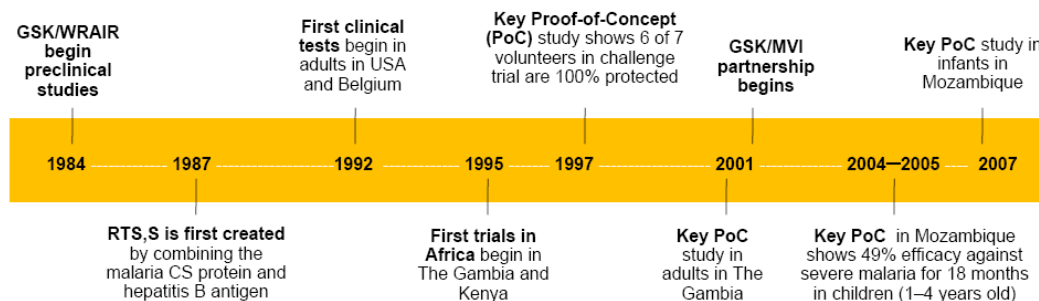 GSK/WRAIR
begin
preclinical
studies
First clinical
tests begin in
adults in USA
and Belgium
Key Proof-of-Concept
(PoC) study shows 6 of 7
volunteers in challenge
trial are 100% protected
GSK/MVI
partnership
begins
Key PoC study in
infants in
Mozambique
1984 1987 1992 1995 1997 2001 2004—2005 2007
RTS,S is first created
by combining the
malaria CS protein and
hepatitis B antigen
First trials in
Africa begin in
The Gambia and
Kenya
Key PoC
study in
adults in The
Gambia
Key PoC in Mozambique
shows 49% efficacy against
severe malaria for 18 months
in children (1–4 years old)